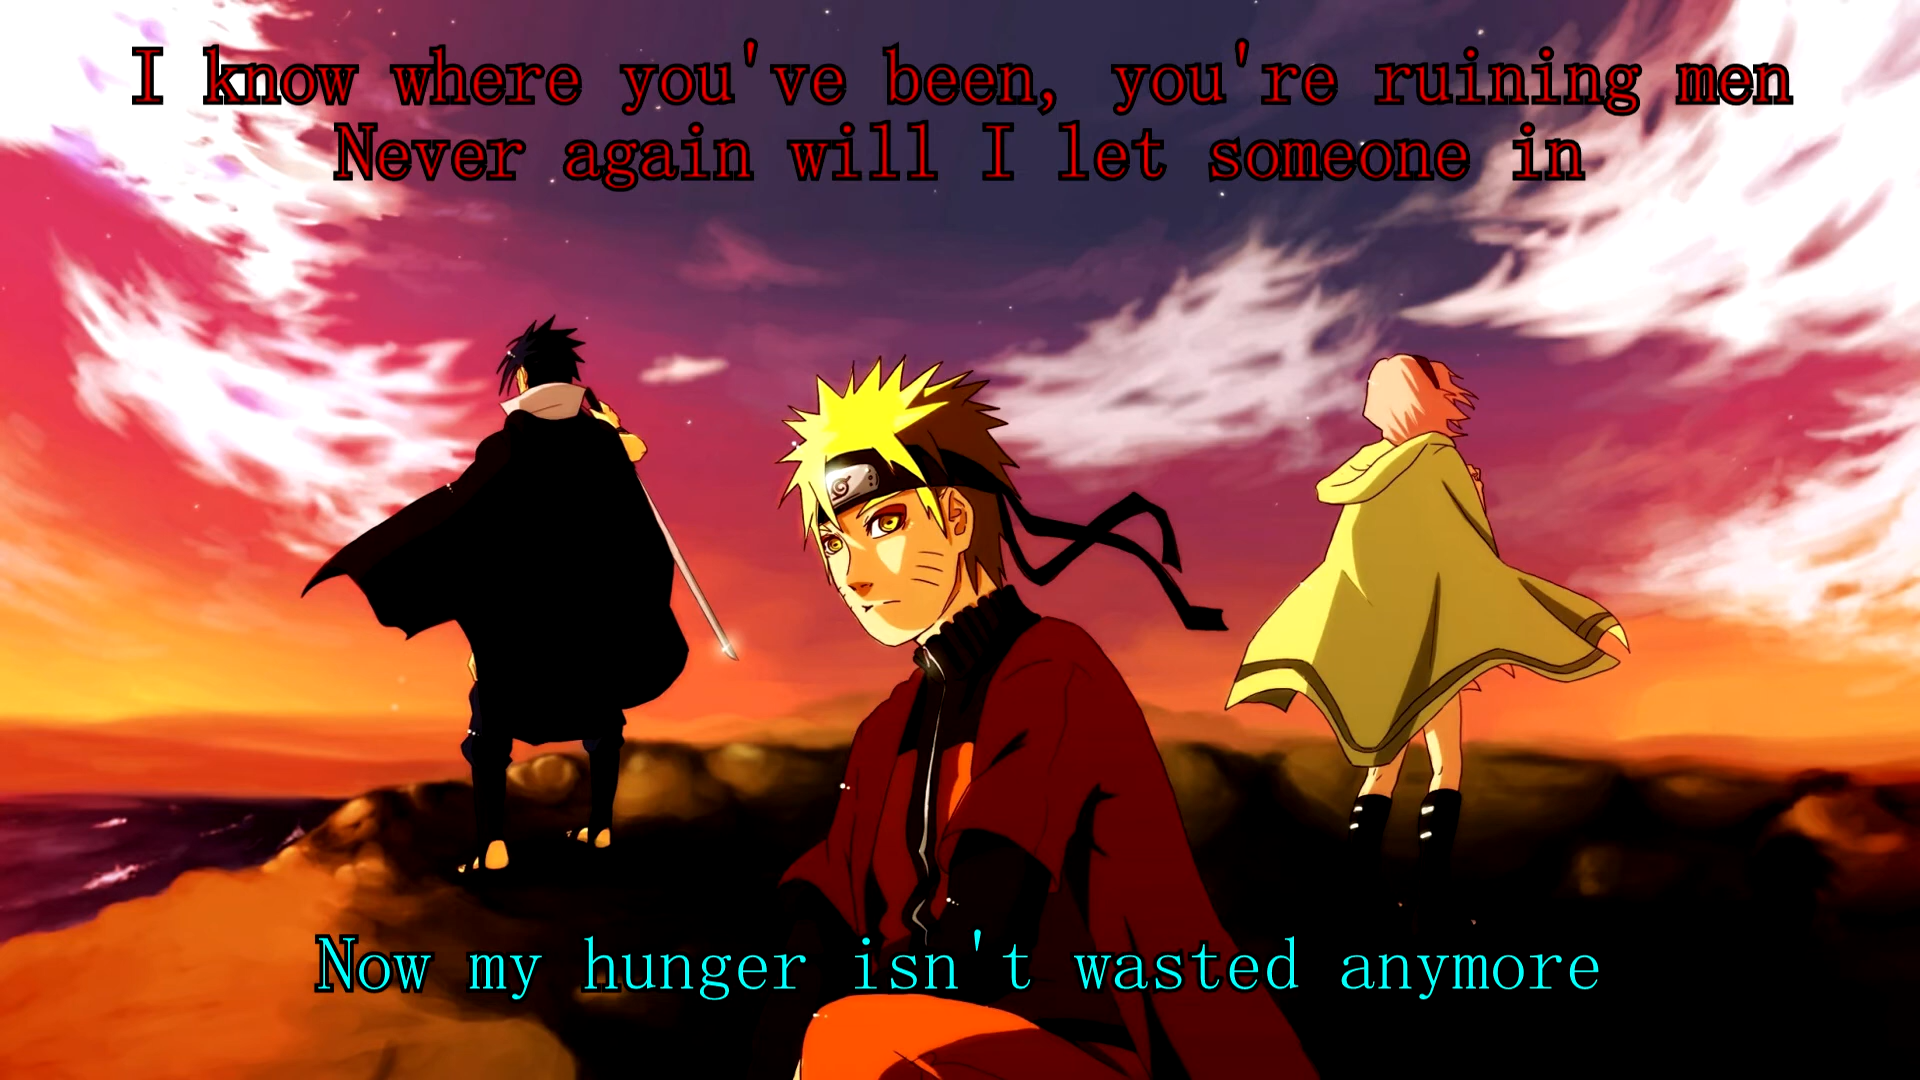 I know where you've been, you're ruining men
Never again will I let someone in
Now my hunger isn't wasted anymore